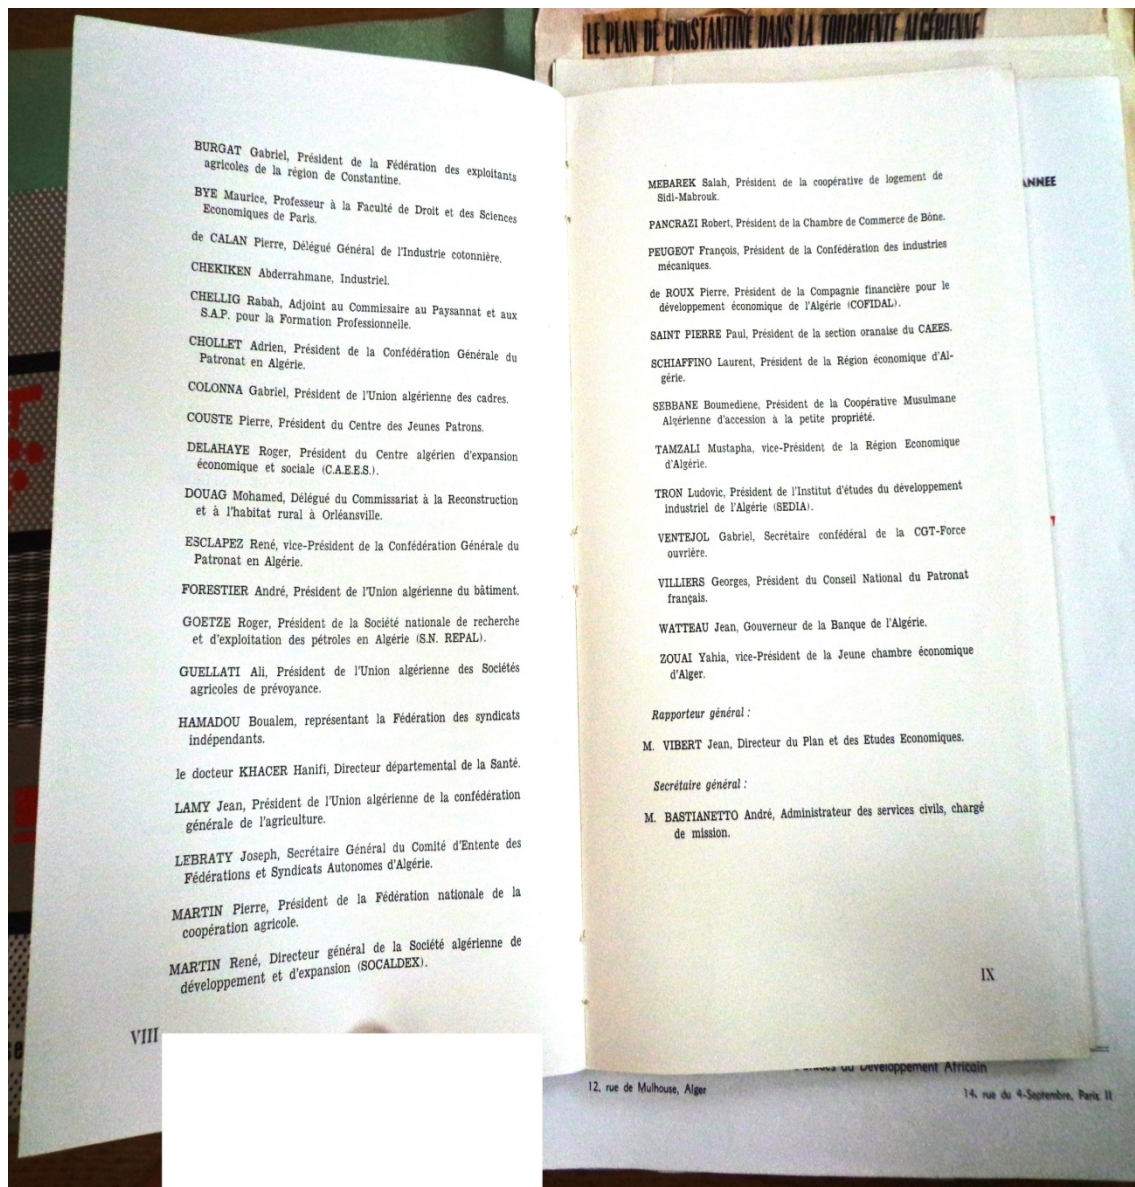 LE PLAN DE CONSTANTINE DANS LA TOURMENTE ALGÉRIENNE
BURGAT Gabriel, Président de la Fédération des exploitants
agricoles de la région de Constantine.
BYE Maurice, Professeur à la Faculté de Droit et des Sciences
Economiques de Paris.
de CALAN Pierre, Délégué Général de l'Industrie cotonnière.
CHEKIKEN Abderrahmane, Industriel.
CHELLIG Rabah, Adjoint au Commissaire au Paysannat et aux
S.A.P. pour la Formation Professionnelle.
CHOLLET Adrien, Président de la Confédération Générale du
Patronat en Algérie.
COLONNA Gabriel, Président de l'Union algérienne des cadres.
COUSTE Pierre, Président du Centre des Jeunes Patrons.
DELAHAYE Roger, Président du Centre algérien d'expansion
économique et sociale (C.A.E.E.S.).
DOUAG Mohamed, Délégué du Commissariat à la Reconstruction
et à l'habitat rural à Orléansville.
ESCLAPEZ René, vice-Président de la Confédération Générale du
Patronat en Algérie.
FORESTIER André, Président de l'Union algérienne du bâtiment.
GOETZE Roger, Président de la Société nationale de recherche
et d'exploitation des pétroles en Algérie (S.N. REPAL).
GUELLATI Ali, Président de l'Union algérienne des Sociétés
agricoles de prévoyance.
HAMADOU Boualem, représentant la Fédération des syndicats
indépendants.
le docteur KHACER Hanifi, Directeur départemental de la Santé.
LAMY Jean, Président de l'Union algérienne de la confédération
générale de l'agriculture.
LEBRATY Joseph, Secrétaire Général du Comité d'Entente des
Fédérations et Syndicats Autonomes d'Algérie.
MARTIN Pierre, Président de la Fédération nationale de la
coopération agricole.
MARTIN René, Directeur général de la Société algérienne de
développement et d'expansion (SOCALDEX).
VIII
MEBAREK Salah, Président de la coopérative de logement de
Sidi-Mabrouk.
PANCRAZI Robert, Président de la Chambre de Commerce de Bône.
PEUGEOT François, Président de la Confédération des industries
mécaniques.
de ROUX Pierre, Président de la Compagnie financière pour le
développement économique de l'Algérie (COFIDAL).
SAINT PIERRE Paul, Président de la section oranaise du CAEES.
SCHIAFFINO Laurent, Président de la Région économique d'Al-
gérie.
SEBBANE Boumediene, Président de la Coopérative Musulmane
Algérienne d'accession à la petite propriété.
TAMZALI Mustapha, vice-Président de la Région Economique
d'Algérie.
TRON Ludovic, Président de l'Institut d'études du développement
industriel de l'Algérie (SEDIA).
VENTEJOL Gabriel, Secrétaire confédéral de la CGT-Force
ouvrière.
VILLIERS Georges, Président du Conseil National du Patronat
français.
WATTEAU Jean, Gouverneur de la Banque de l'Algérie.
ZOUAI Yahia, vice-Président de la Jeune chambre économique
d'Alger.
Rapporteur général :
M. VIBERT Jean, Directeur du Plan et des Etudes Economiques.
Secrétaire général :
M. BASTIANETTO André, Administrateur des services civils, chargé
de mission.
IX
ANNEE
du Développement Africain
12, rue de Mulhouse, Alger
14, rue du 4-Septembre, Paris II